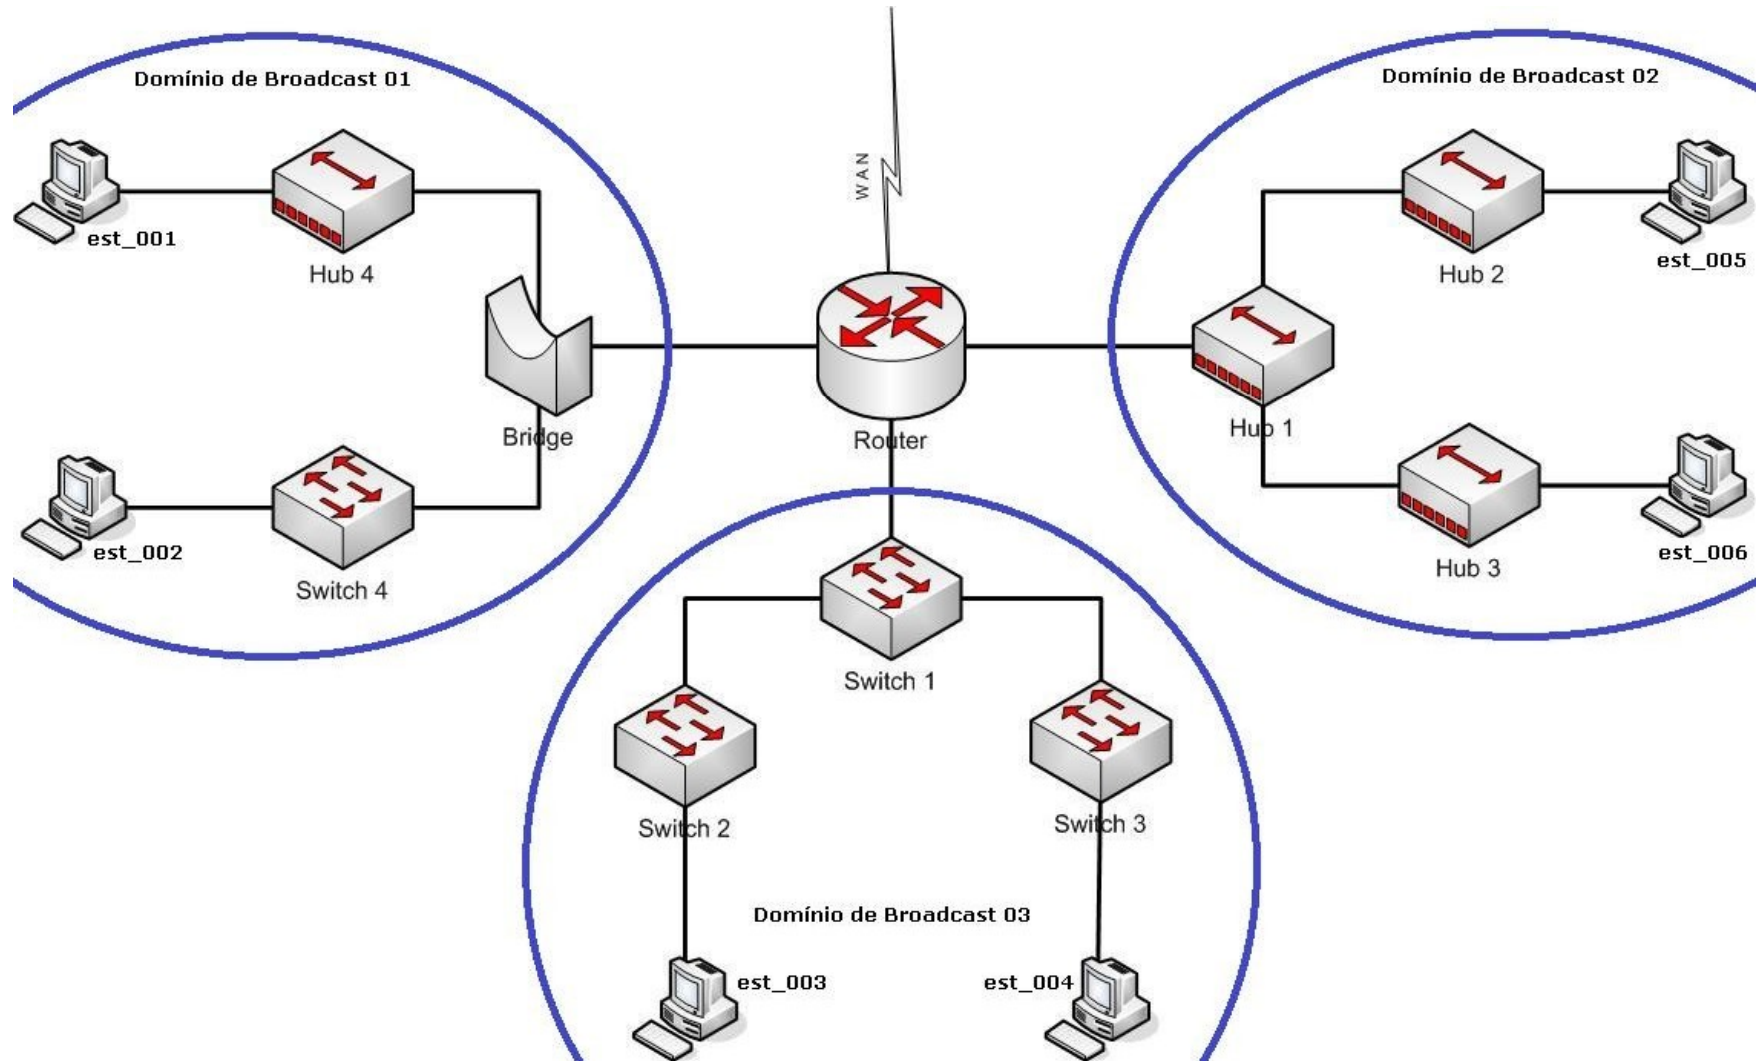 Domínio de Broadcast 01
Domínio de Broadcast 02
WAN
est_001
Hub 4
Hub 2
est_005
Bridge
Router
Hub 1
est_002
Switch 4
Hub 3
est_006
Switch 1
Switch 2
Switch 3
Domínio de Broadcast 03
est_003
est_004